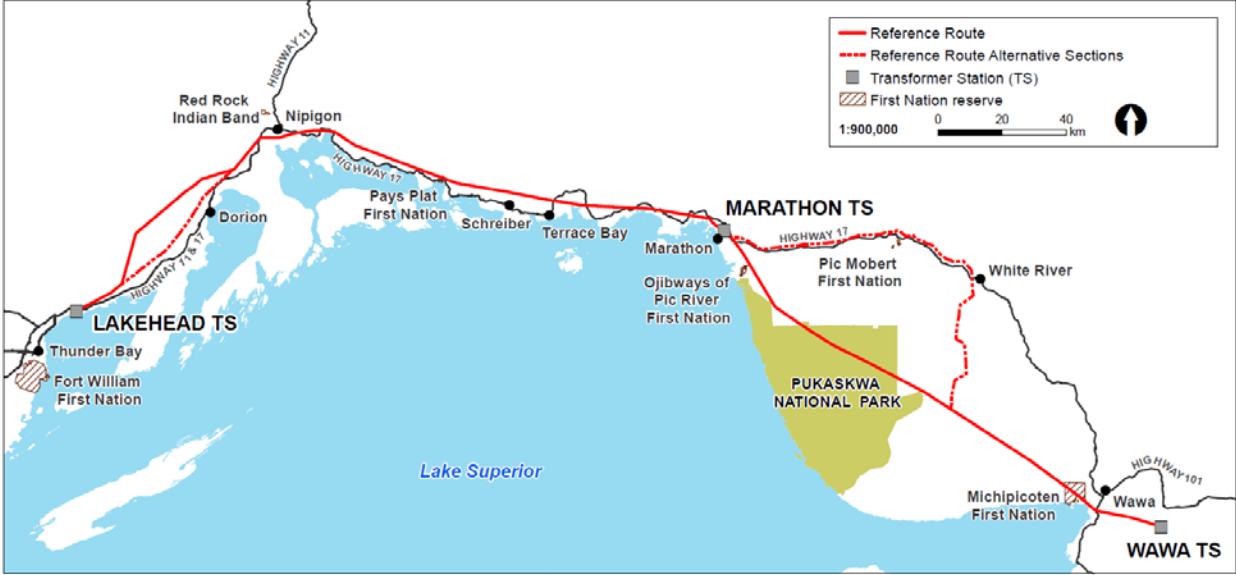 HIGHWAY 11
Reference Route
Reference Route Alternative Sections
Transformer Station (TS)
First Nation reserve
1:900,000
0 20 40
km
Red Rock
Indian Band
Nipigon
HIGHWAY 17
Pays Plat
First Nation
Schreiber
Terrace Bay
Dorion
HIGHWAY 11 & 17
MARATHON TS
Marathon
HIGHWAY 17
Pic Mobert
First Nation
White River
Ojibways of
Pic River
First Nation
LAKEHEAD TS
Thunder Bay
Fort William
First Nation
PUKASKWA
NATIONAL PARK
Lake Superior
HIGHWAY 101
Michipicoten
First Nation
Wawa
WAWA TS